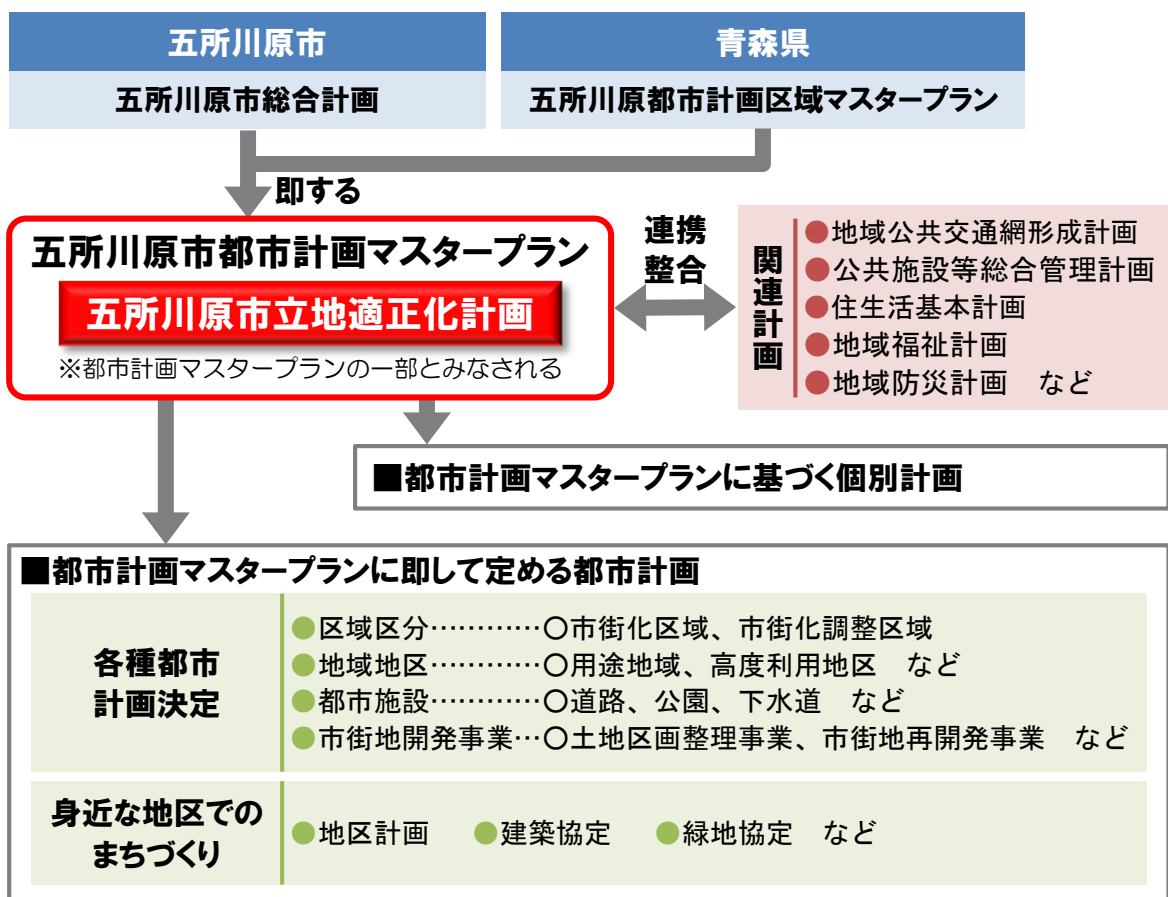 五所川原市
五所川原市総合計画
青森県
五所川原都市計画区域マスタープラン
即する
五所川原市都市計画マスタープラン
五所川原市立地適正化計画
※都市計画マスタープランの一部とみなされる
連携
整合
関連計画
●地域公共交通網形成計画
●公共施設等総合管理計画
●住生活基本計画
●地域福祉計画
●地域防災計画　など
■都市計画マスタープランに基づく個別計画
■都市計画マスタープランに即して定める都市計画
各種都市
計画決定
●区域区分…………〇市街化区域、市街化調整区域
●地域地区…………〇用途地域、高度利用地区　など
●都市施設…………〇道路、公園、下水道　など
●市街地開発事業…〇土地区画整理事業、市街地再開発事業　など
身近な地区での
まちづくり
●地区計画　●建築協定　●緑地協定　など